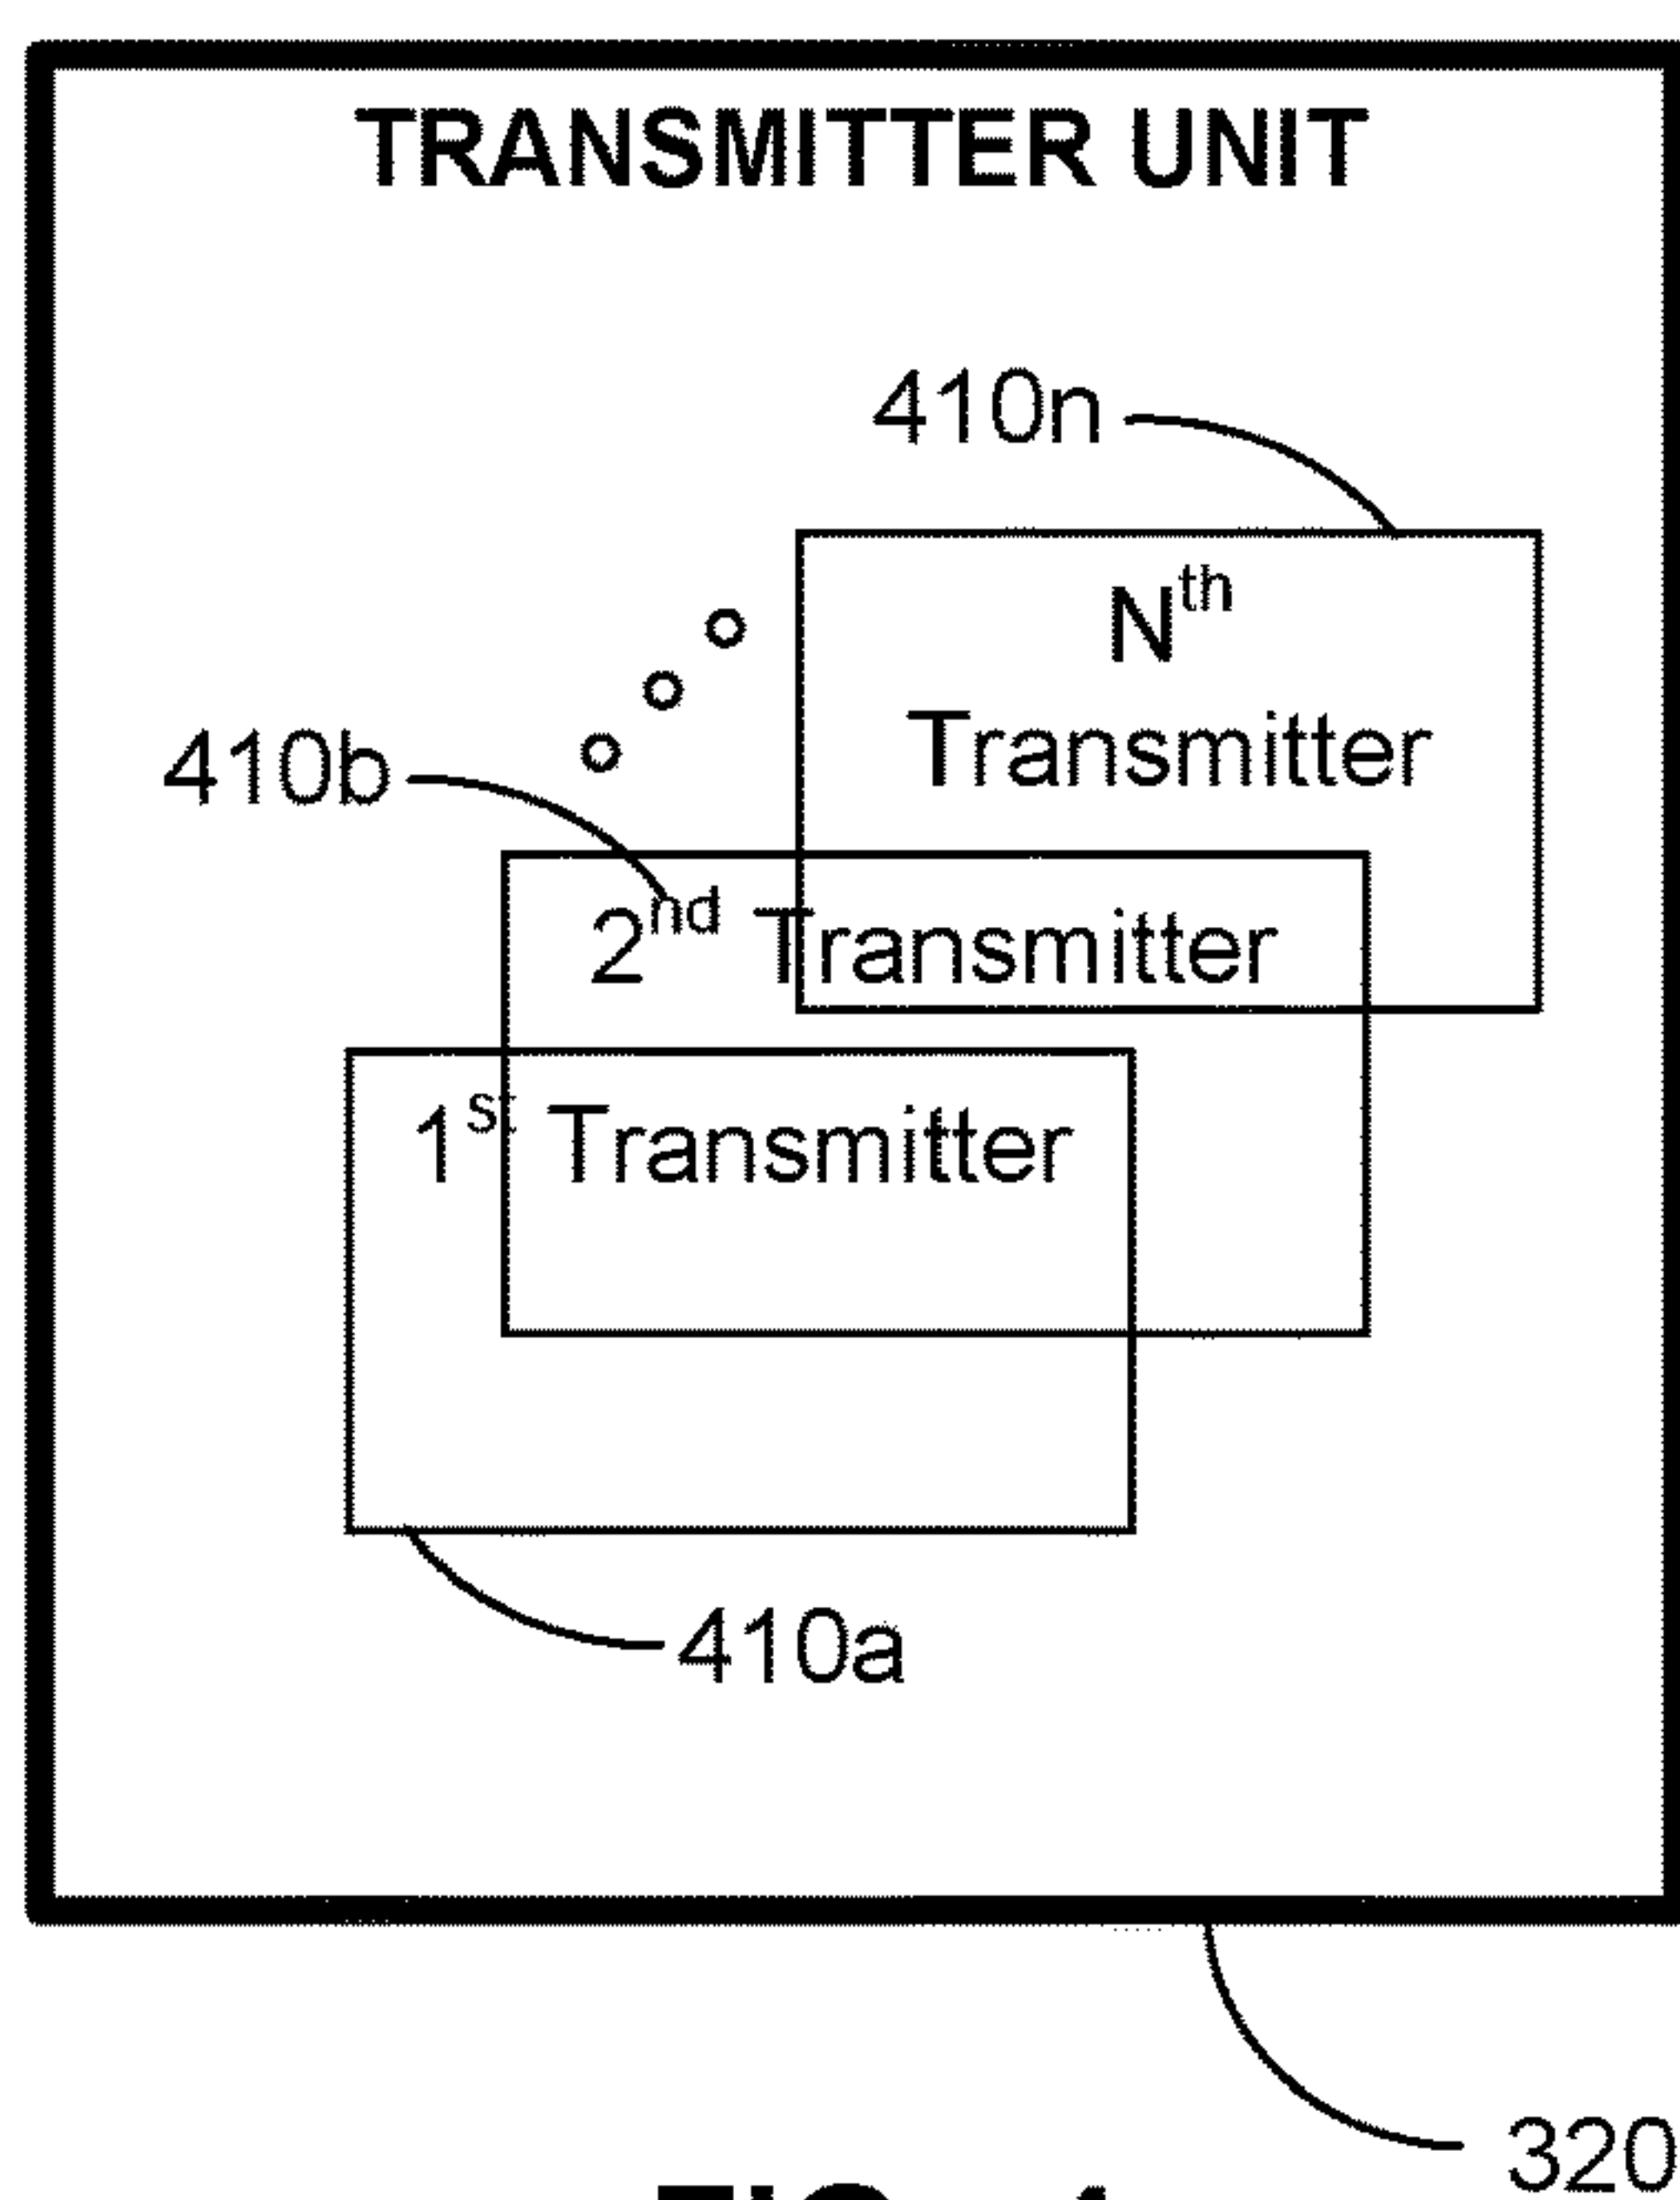 TRANSMITTER UNIT
410n
Nth
Transmitter
410b
2nd Transmitter
1st Transmitter
410a
320